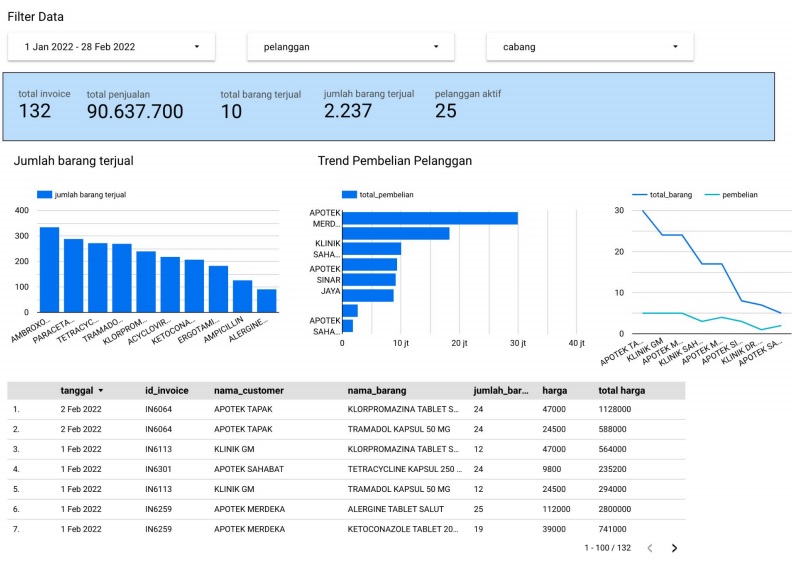 Filter Data
1 Jan 2022 - 28 Feb 2022
pelanggan
cabang
total invoice
132
total penjualan
90.637.700
total barang terjual
10
jumlah barang terjual
2.237
pelanggan aktif
25
Jumlah barang terjual
jumlah barang terjual
400
300
200
100
0
AMBROXO...
PARACETA...
TETRACYC...
TRAMADO...
KLORPROM...
ACYCLOVIR...
KETOCONA...
ERGOTAMI...
AMPICILLIN
ALERGINE...
Trend Pembelian Pelanggan
total_pembelian
APOTEK
MERD...
KLINIK
SAHA...
APOTEK
SINAR
JAYA
APOTEK
SAHA...
0 10 jt 20 jt 30 jt 40 jt
total_barang pembelian
30
20
10
0
APOTEK TA...
KLINIK GM
APOTEK M...
KLINIK SAH...
APOTEK M...
APOTEK SI...
KLINIK DR...
APOTEK SA...
tanggal id_invoice nama_customer nama_barang jumlah_bar... harga total harga
1. 2 Feb 2022 IN6064 APOTEK TAPAK KLORPROMAZINA TABLET S... 24 47000 1128000
2. 2 Feb 2022 IN6064 APOTEK TAPAK TRAMADOL KAPSUL 50 MG 24 24500 588000
3. 1 Feb 2022 IN6113 KLINIK GM KLORPROMAZINA TABLET S... 12 47000 564000
4. 1 Feb 2022 IN6301 APOTEK SAHABAT TETRACYCLINE KAPSUL 250 ... 24 9800 235200
5. 1 Feb 2022 IN6113 KLINIK GM TRAMADOL KAPSUL 50 MG 12 24500 294000
6. 1 Feb 2022 IN6259 APOTEK MERDEKA ALERGINE TABLET SALUT 25 112000 2800000
7. 1 Feb 2022 IN6259 APOTEK MERDEKA KETOCONAZOLE TABLET 20... 19 39000 741000
1 - 100 / 132